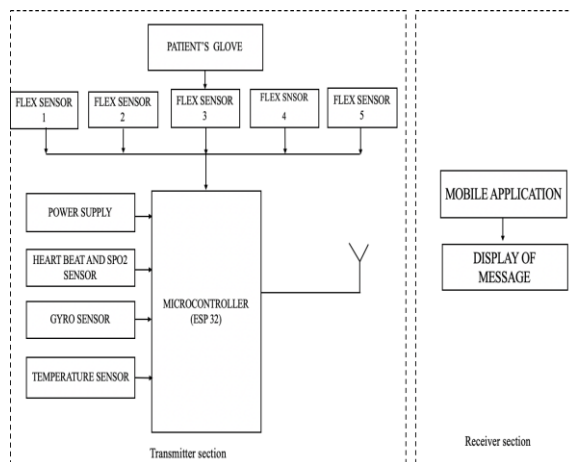 PATIENT'S GLOVE
FLEX SENSOR
1
FLEX SENSOR
2
FLEX SENSOR
3
FLEX SNSOR
4
FLEX SENSOR
5
POWER SUPPLY
HEART BEAT AND SPO2
SENSOR
GYRO SENSOR
TEMPERATURE SENSOR
MICROCONTROLLER
(ESP 32)
Transmitter section
MOBILE APPLICATION
DISPLAY OF
MESSAGE
Receiver section